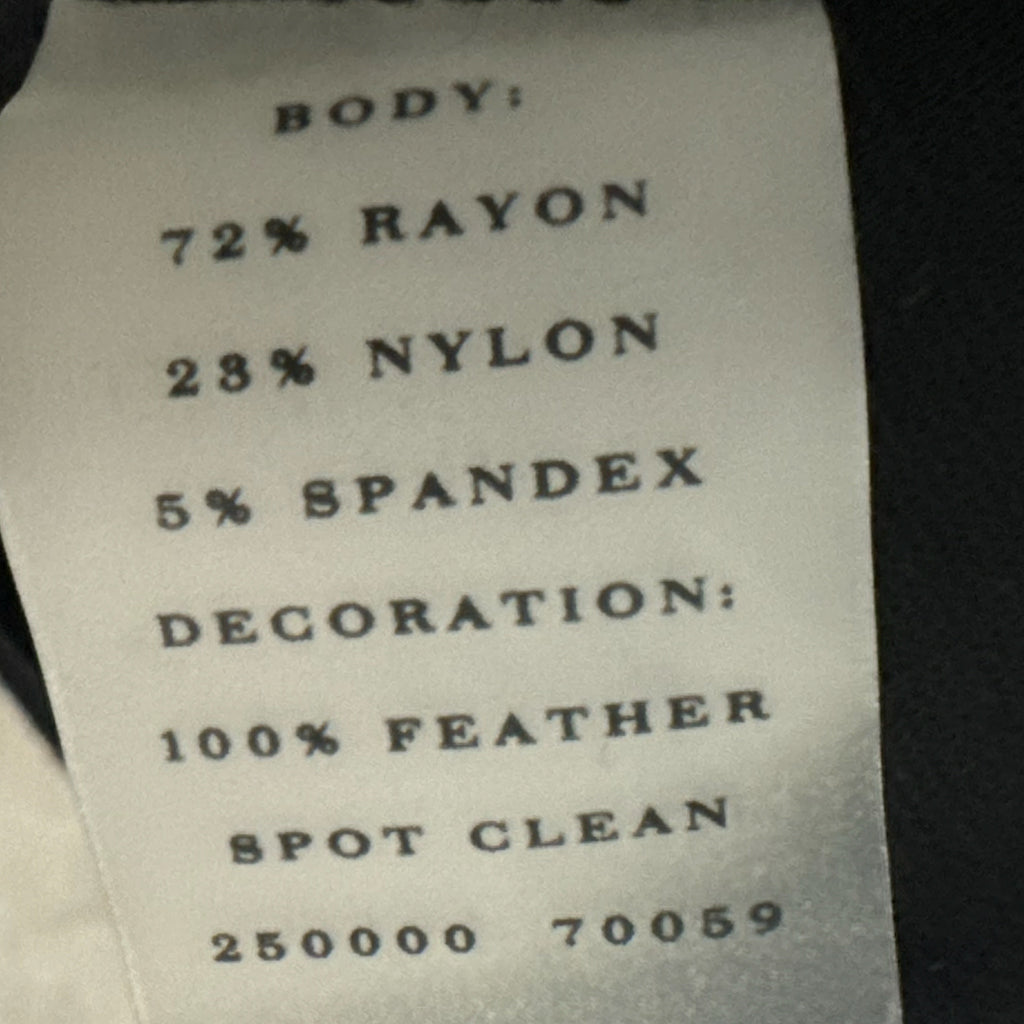 BODY:
72% RAYON
23% NYLON
5% SPANDEX
DECORATION:
100% FEATHER
SPOT CLEAN
250000 70059